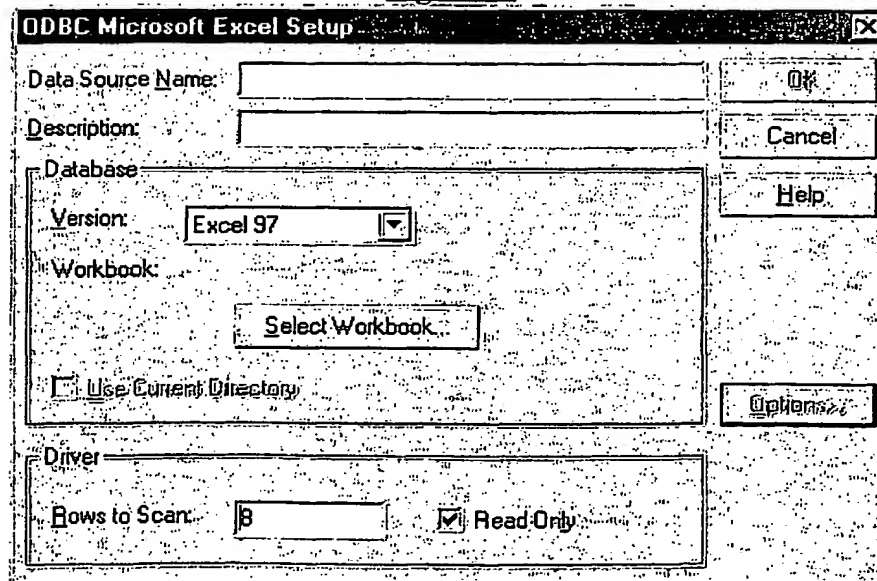 ODBC Microsoft Excel Setup
Data Source Name:
OK
Description:
Cancel
Database
Help
Version:
Excel 97
Workbook:
Select Workbook...
Use Current Directory
Options>>
Driver
Rows to Scan:
8
Read Only